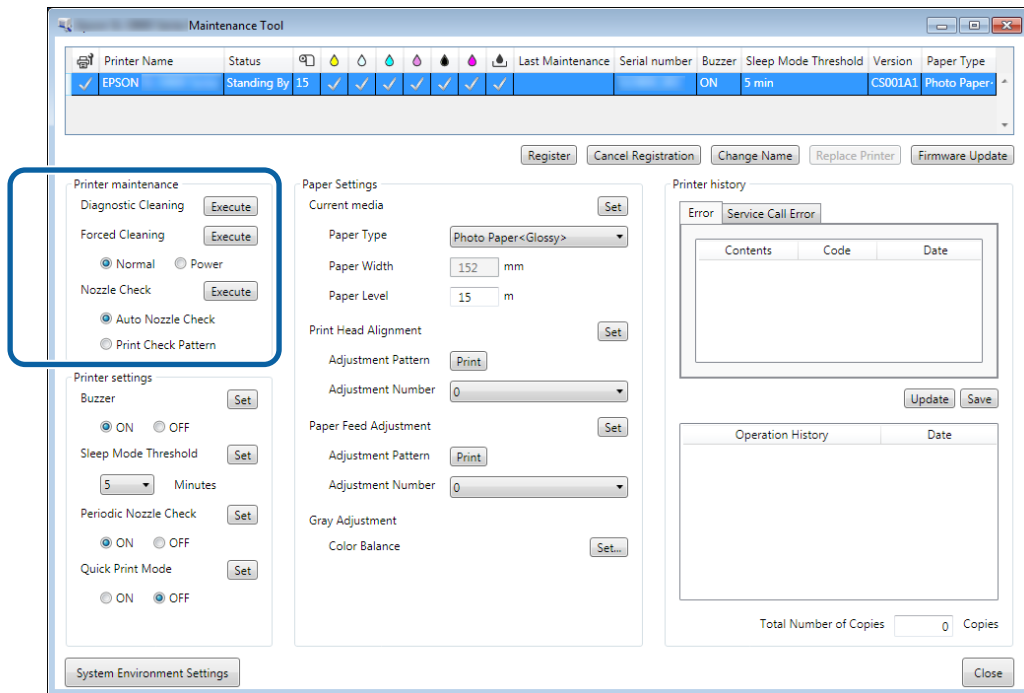 Maintenance Tool
Printer Name Status Last Maintenance Serial number Buzzer Sleep Mode Threshold Version Paper Type
EPSON Standing By 15 ON 5 min CS001A1 Photo Paper-
Register Cancel Registration Change Name Replace Printer Firmware Update
Printer maintenance
Diagnostic Cleaning Execute
Forced Cleaning Execute
Normal Power
Nozzle Check Execute
Auto Nozzle Check
Print Check Pattern
Printer settings
Buzzer Set
ON OFF
Sleep Mode Threshold Set
5 Minutes
Periodic Nozzle Check Set
ON OFF
Quick Print Mode Set
ON OFF
Paper Settings
Current media Set
Paper Type Photo Paper<Glossy>
Paper Width 152 mm
Paper Level 15 m
Print Head Alignment Set
Adjustment Pattern Print
Adjustment Number 0
Paper Feed Adjustment Set
Adjustment Pattern Print
Adjustment Number 0
Gray Adjustment
Color Balance Set...
Printer history
Error Service Call Error
Contents Code Date
Update Save
Operation History Date
Total Number of Copies 0 Copies
System Environment Settings Close